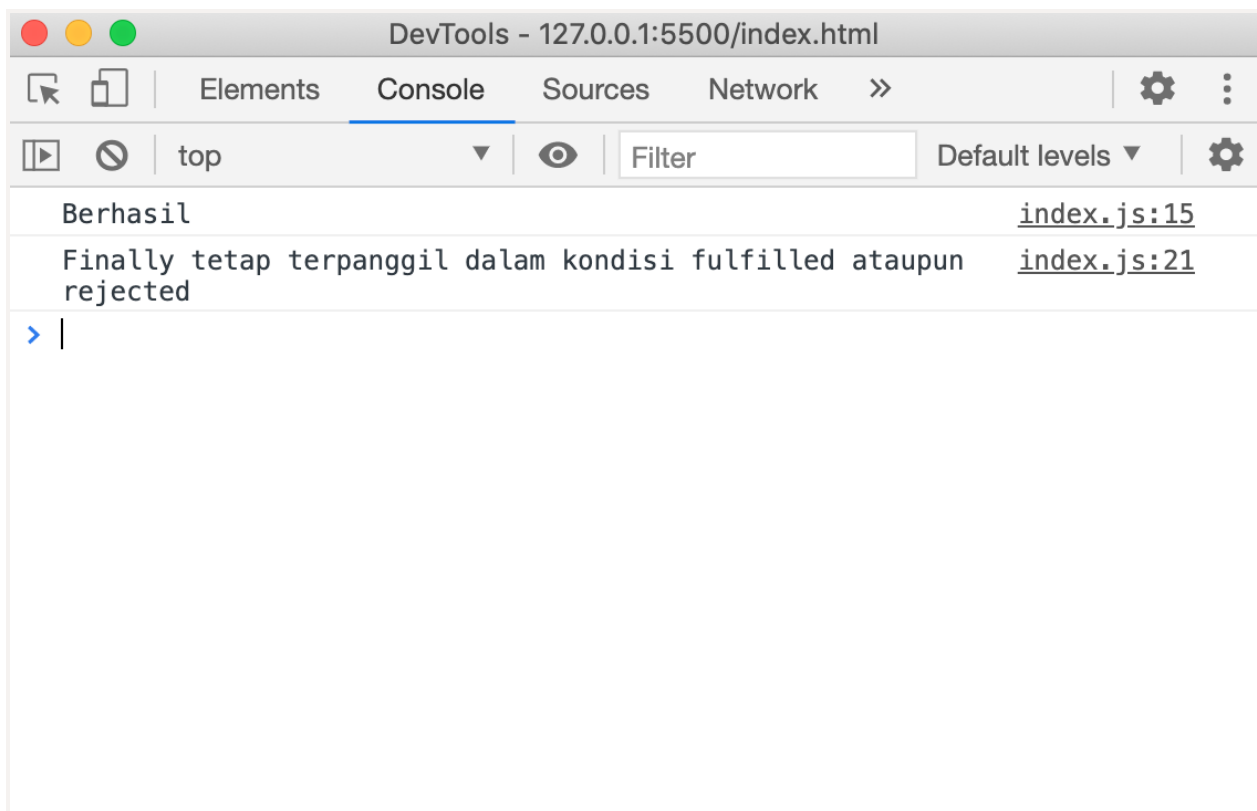 DevTools - 127.0.0.1:5500/index.html
Elements Console Sources Network »
top Filter Default levels
Berhasil index.js:15
Finally tetap terpanggil dalam kondisi fulfilled ataupun index.js:21
rejected